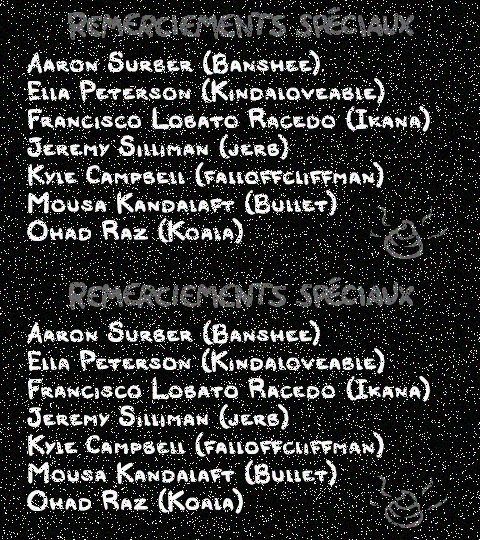 Remerciements spéciaux
Aaron Surber (Banshee)
Ella Peterson (Kindaloveable)
Francisco Lobato Racedo (Ikana)
Jeremy Silliman (jerb)
Kyle Campbell (falloffcliffman)
Mousa Kandalaft (Bullet)
Ohad Raz (Koala)
Remerciements spéciaux
Aaron Surber (Banshee)
Ella Peterson (Kindaloveable)
Francisco Lobato Racedo (Ikana)
Jeremy Silliman (jerb)
Kyle Campbell (falloffcliffman)
Mousa Kandalaft (Bullet)
Ohad Raz (Koala)